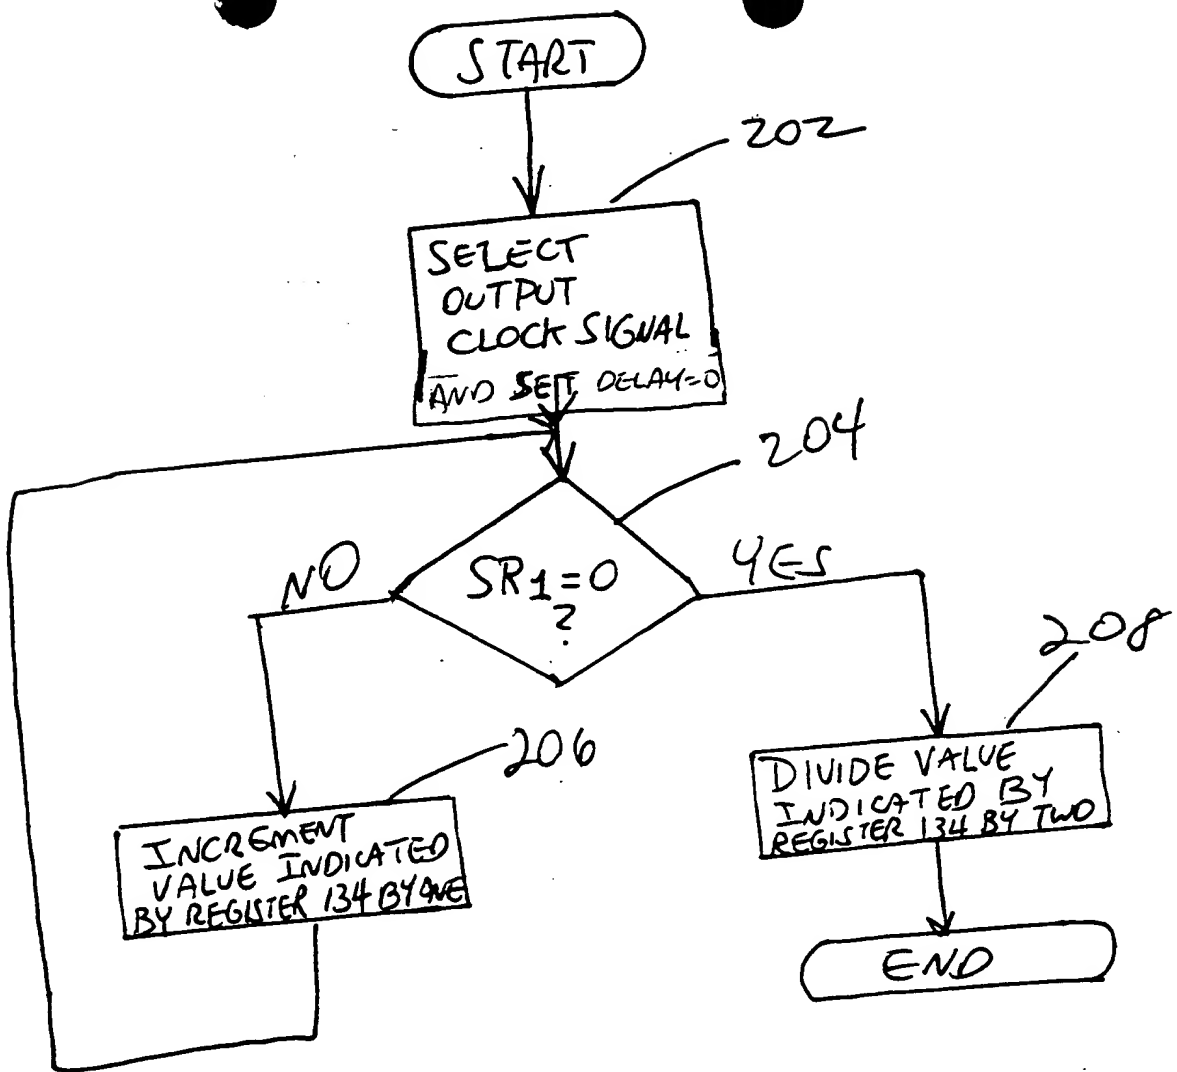 START
202
SELECT
OUTPUT
CLOCK SIGNAL
AND SET DELAY=0
204
SR1=0
?
NO
YES
206
208
INCREMENT
VALUE INDICATED
BY REGISTER 134 BY ONE
DIVIDE VALUE
INDICATED BY
REGISTER 134 BY TWO
END